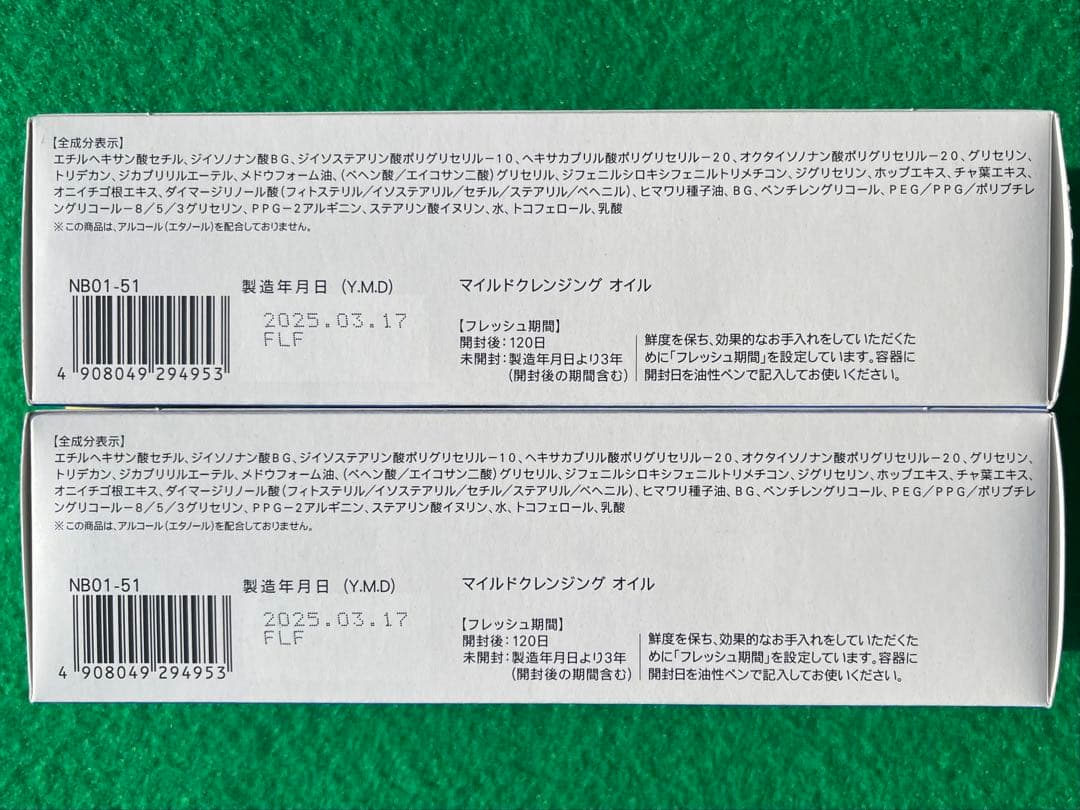 【全成分表示】
エチルヘキサン酸セチル、ジイソノナン酸BG、ジイソステアリン酸ポリグリセリル－10、ヘキサカプリル酸ポリグリセリル－20、オクタイソノナン酸ポリグリセリル－20、グリセリン、
トリデカン、ジカプリリルエーテル、メドウフォーム油、（ベヘン酸／エイコサン二酸）グリセリル、ジフェニルシロキシフェニルトリメチコン、ジグリセリン、ホップエキス、チャ葉エキス、
オニイチゴ根エキス、ダイマージリノール酸（フィトステリル／イソステアリル／セチル／ステアリル／ベヘニル）、ヒマワリ種子油、BG、ペンチレングリコール、PEG／PPG／ポリブチレ
ングリコール－8／5／3グリセリン、PPG－2アルギニン、ステアリン酸イヌリン、水、トコフェロール、乳酸
※この商品は、アルコール（エタノール）を配合しておりません。
NB01-51
製造年月日 (Y.M.D)
マイルドクレンジング オイル
2025.03.17
FLF
【フレッシュ期間】
開封後：120日
未開封：製造年月日より3年
（開封後の期間含む）
鮮度を保ち、効果的なお手入れをしていただくた
めに「フレッシュ期間」を設定しています。容器に
開封日を油性ペンで記入してお使いください。
4 908049 294953
【全成分表示】
エチルヘキサン酸セチル、ジイソノナン酸BG、ジイソステアリン酸ポリグリセリル－10、ヘキサカプリル酸ポリグリセリル－20、オクタイソノナン酸ポリグリセリル－20、グリセリン、
トリデカン、ジカプリリルエーテル、メドウフォーム油、（ベヘン酸／エイコサン二酸）グリセリル、ジフェニルシロキシフェニルトリメチコン、ジグリセリン、ホップエキス、チャ葉エキス、
オニイチゴ根エキス、ダイマージリノール酸（フィトステリル／イソステアリル／セチル／ステアリル／ベヘニル）、ヒマワリ種子油、BG、ペンチレングリコール、PEG／PPG／ポリブチレ
ングリコール－8／5／3グリセリン、PPG－2アルギニン、ステアリン酸イヌリン、水、トコフェロール、乳酸
※この商品は、アルコール（エタノール）を配合しておりません。
NB01-51
製造年月日 (Y.M.D)
マイルドクレンジング オイル
2025.03.17
FLF
【フレッシュ期間】
開封後：120日
未開封：製造年月日より3年
（開封後の期間含む）
鮮度を保ち、効果的なお手入れをしていただくた
めに「フレッシュ期間」を設定しています。容器に
開封日を油性ペンで記入してお使いください。
4 908049 294953